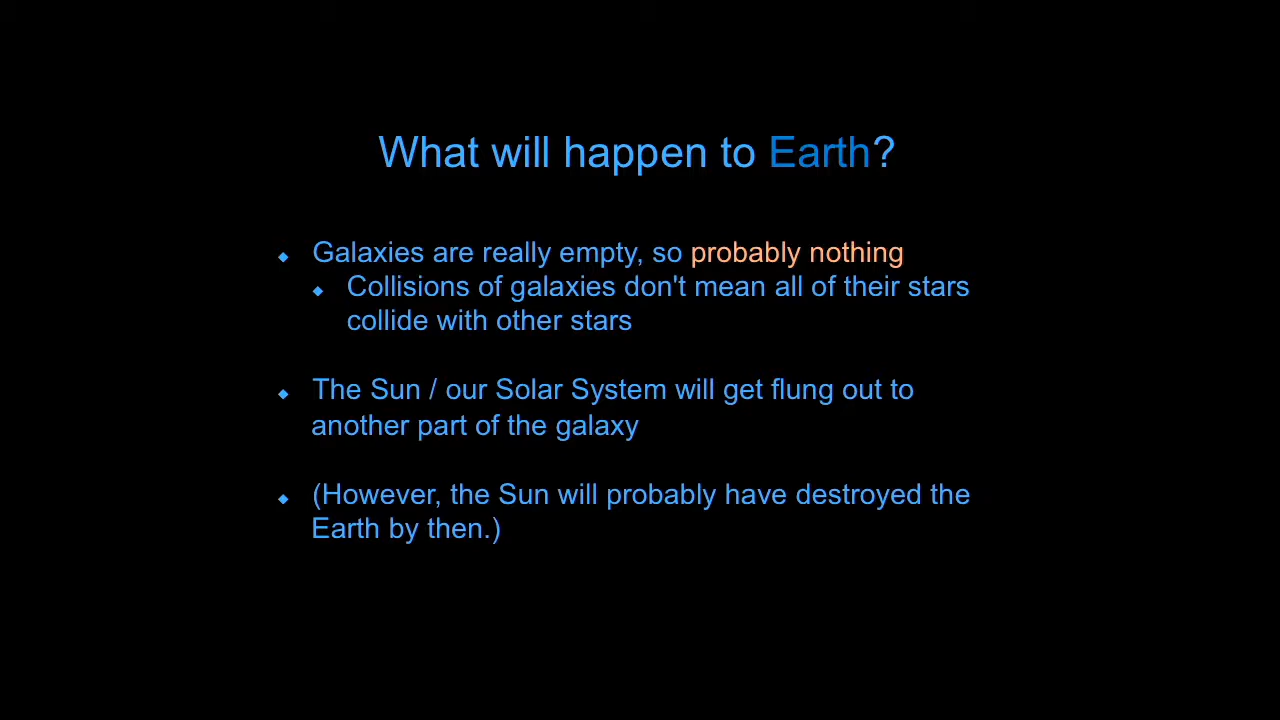 What will happen to Earth?
Galaxies are really empty, so probably nothing
Collisions of galaxies don't mean all of their stars
collide with other stars
The Sun / our Solar System will get flung out to
another part of the galaxy
(However, the Sun will probably have destroyed the
Earth by then.)